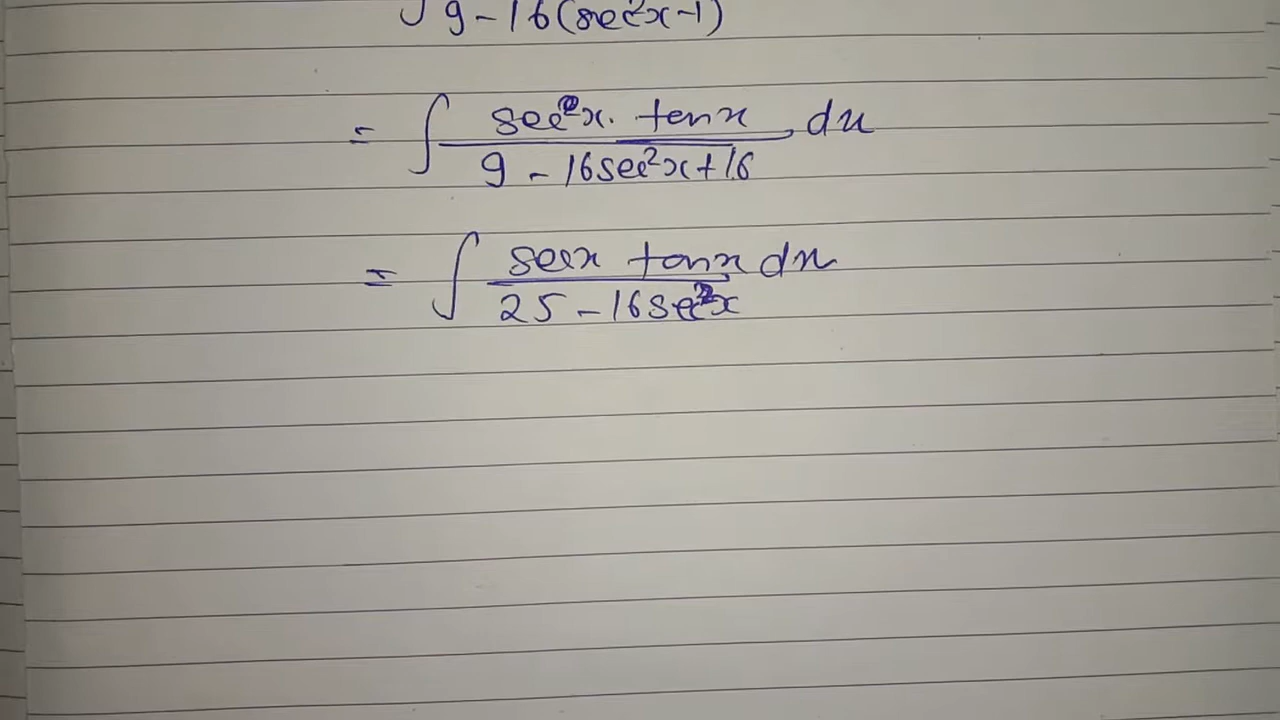 ∫ 9 - 16(sec²x-1)
= ∫ sec²x. tanx / 9 - 16sec²x + 16 dx
= ∫ secx tanx dx / 25 - 16sec²x